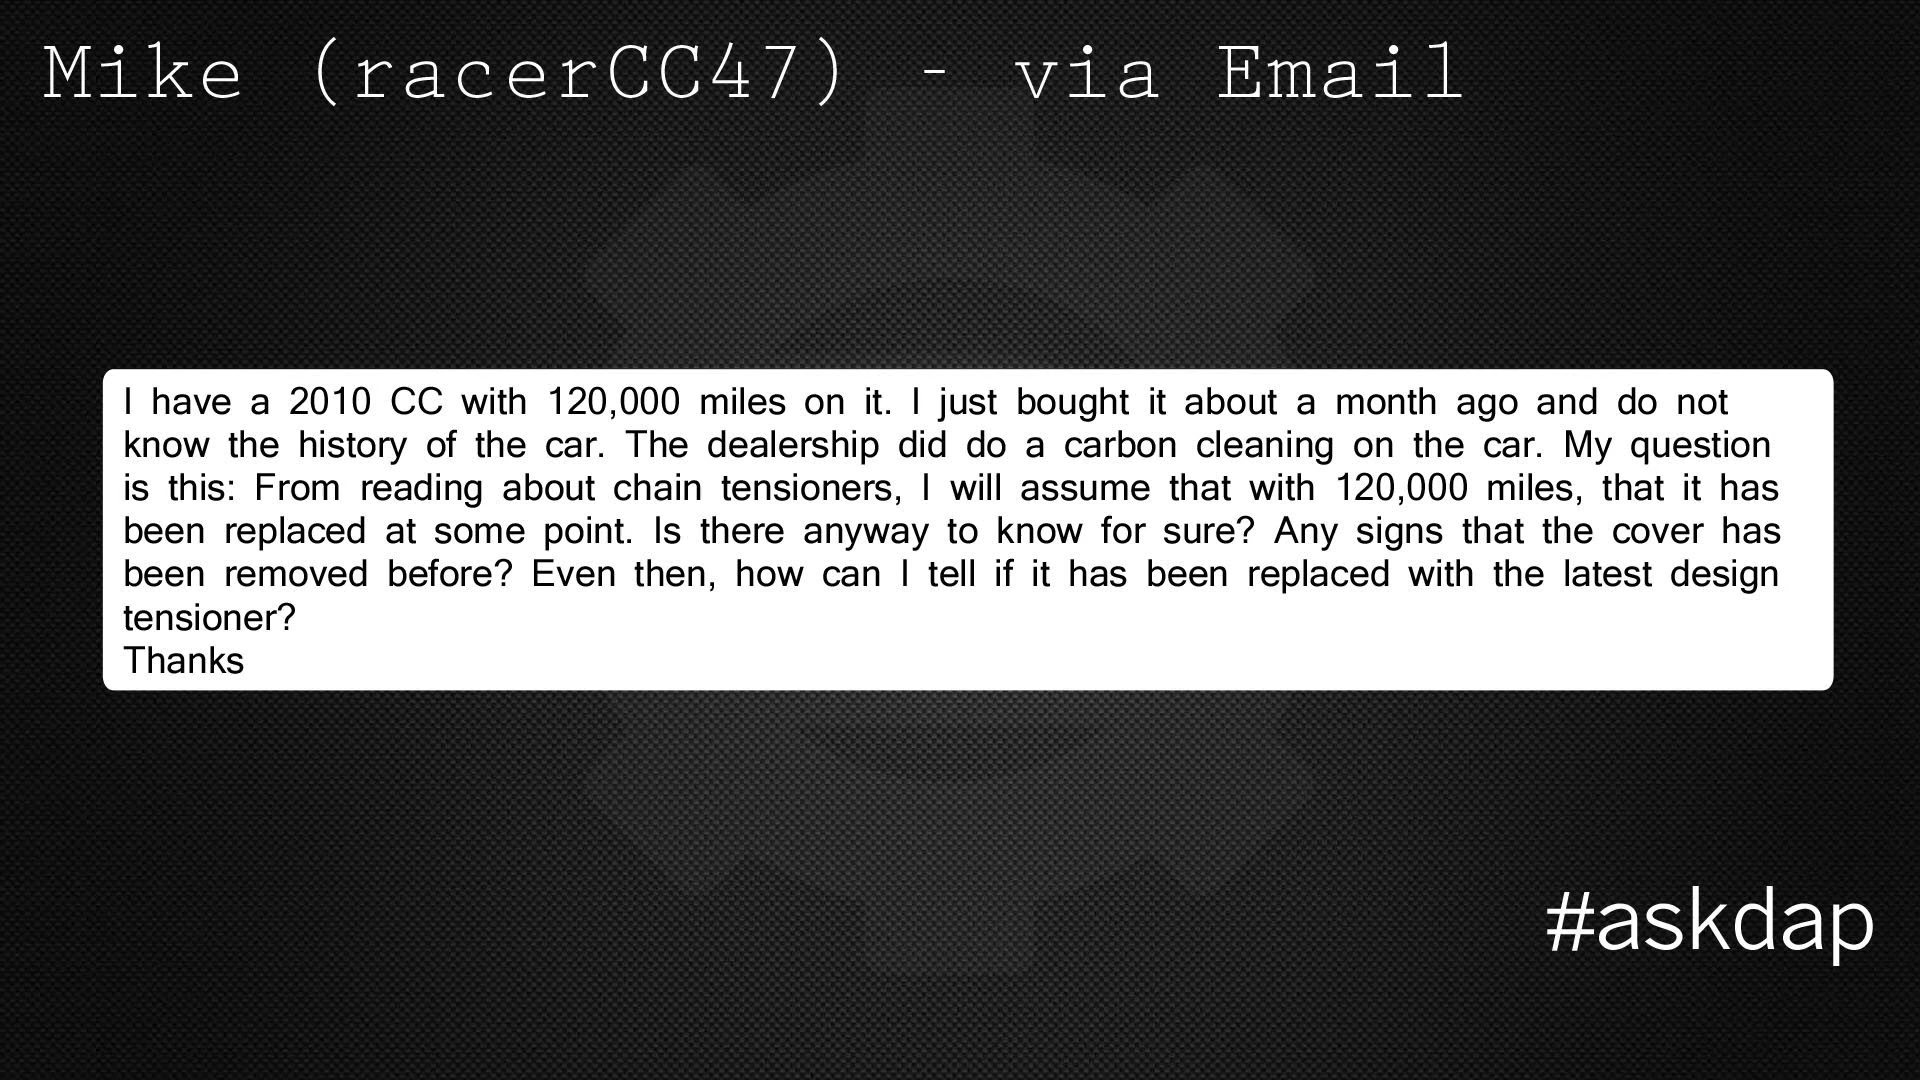 Mike (racerCC47) - via Email
I have a 2010 CC with 120,000 miles on it. I just bought it about a month ago and do not
know the history of the car. The dealership did do a carbon cleaning on the car. My question
is this: From reading about chain tensioners, I will assume that with 120,000 miles, that it has
been replaced at some point. Is there anyway to know for sure? Any signs that the cover has
been removed before? Even then, how can I tell if it has been replaced with the latest design
tensioner?
Thanks
#askdap